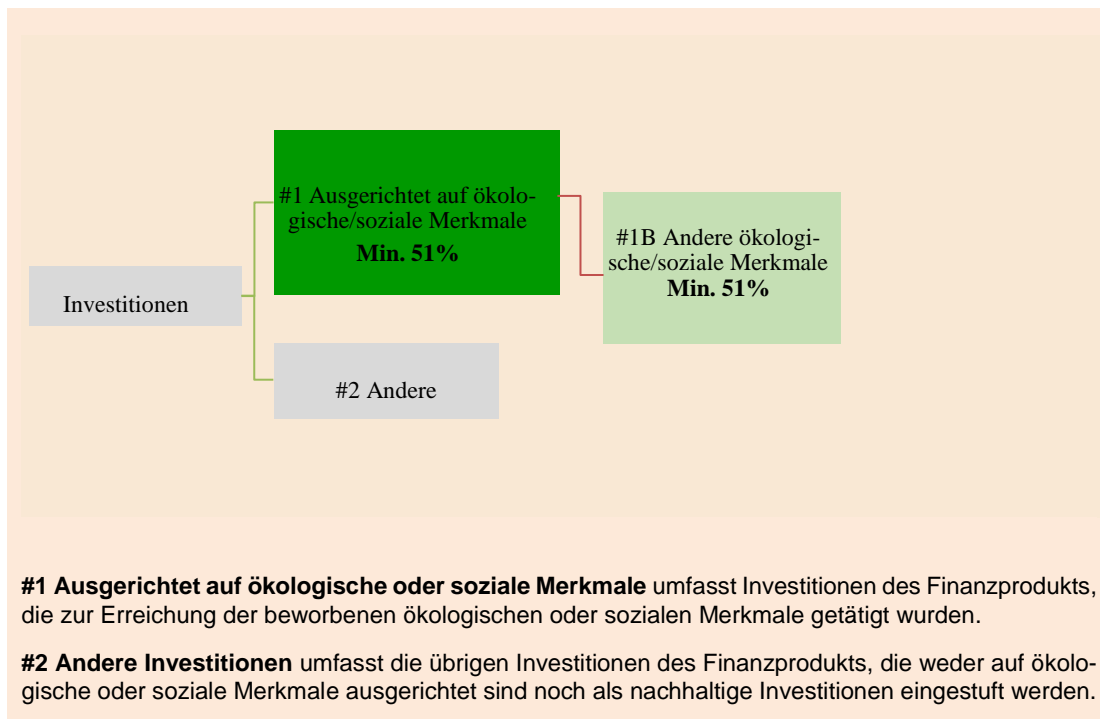 #1 Ausgerichtet auf ökolo-
gische/soziale Merkmale
Min. 51%
#1B Andere ökologi-
sche/soziale Merkmale
Min. 51%
Investitionen
#2 Andere
#1 Ausgerichtet auf ökologische oder soziale Merkmale umfasst Investitionen des Finanzprodukts,
die zur Erreichung der beworbenen ökologischen oder sozialen Merkmale getätigt wurden.
#2 Andere Investitionen umfasst die übrigen Investitionen des Finanzprodukts, die weder auf ökolo-
gische oder soziale Merkmale ausgerichtet sind noch als nachhaltige Investitionen eingestuft werden.